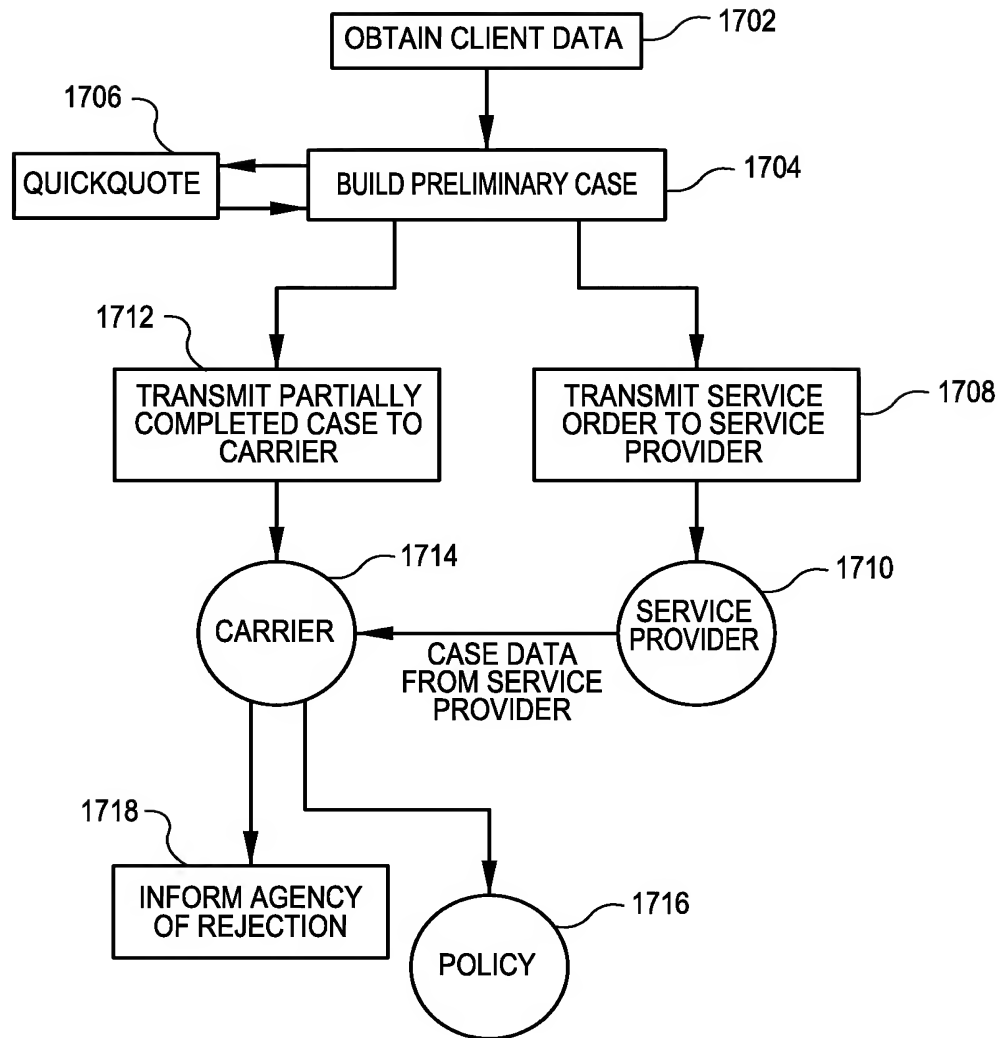 OBTAIN CLIENT DATA
1702
1706
QUICKQUOTE
BUILD PRELIMINARY CASE
1704
1712
TRANSMIT PARTIALLY
COMPLETED CASE TO
CARRIER
TRANSMIT SERVICE
ORDER TO SERVICE
PROVIDER
1708
1714
CARRIER
1710
SERVICE
PROVIDER
CASE DATA
FROM SERVICE
PROVIDER
1718
INFORM AGENCY
OF REJECTION
1716
POLICY